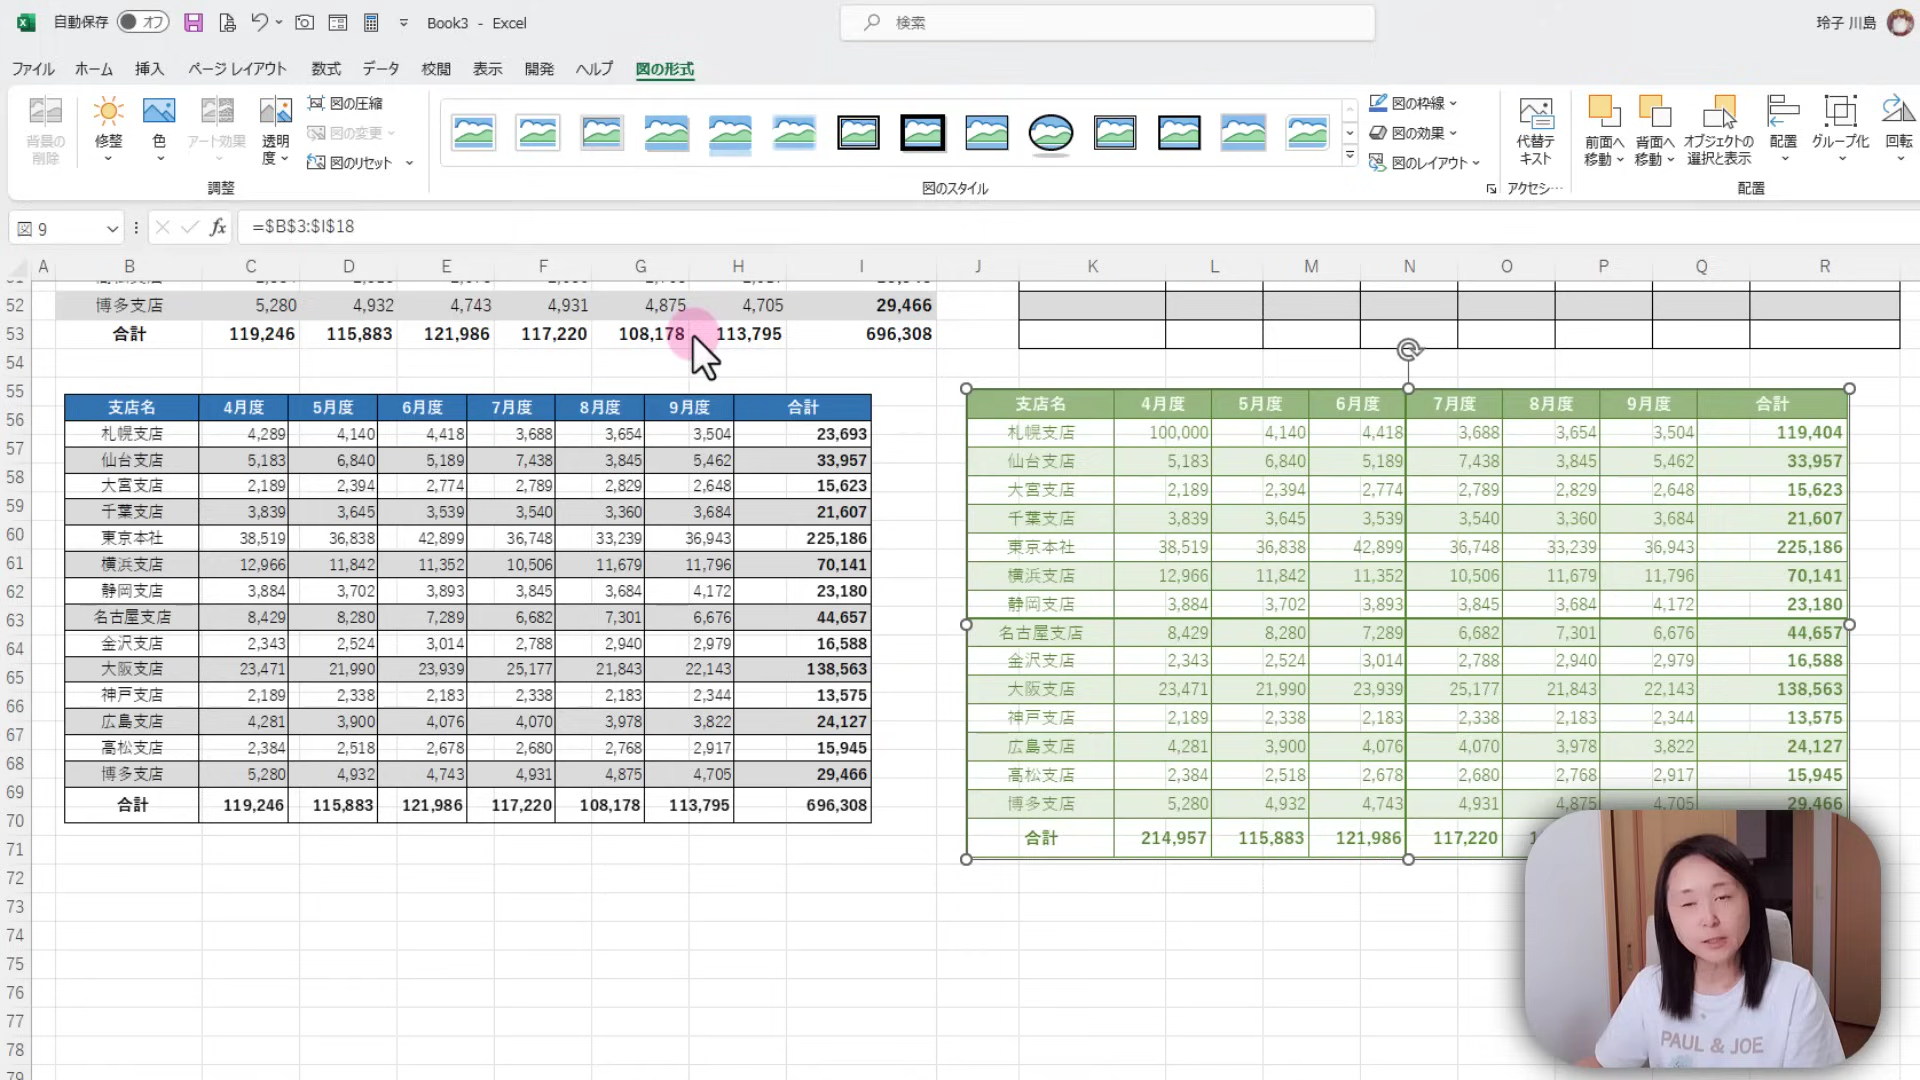 自動保存 オフ Book3 - Excel 検索 玲子 川島
ファイル ホーム 挿入 ページ レイアウト 数式 データ 校閲 表示 開発 ヘルプ 図の形式
背景の削除 修整 色 アート効果 透明度 図の圧縮 図の変更 図のリセット 図の枠線 図の効果 図のレイアウト 代替テキスト 前面へ移動 背面へ移動 オブジェクトの選択と表示 配置 グループ化 回転
調整 図のスタイル アクセシ… 配置
図 9 fx =$B$3:$I$18
A B C D E F G H I J K L M N O P Q R
52 博多支店 5,280 4,932 4,743 4,931 4,875 4,705 29,466
53 合計 119,246 115,883 121,986 117,220 108,178 113,795 696,308
54
55
56
57
58
59
60
61
62
63
64
65
66
67
68
69
70
71
72
73
74
75
76
77
78
79
支店名 4月度 5月度 6月度 7月度 8月度 9月度 合計
札幌支店 4,289 4,140 4,418 3,688 3,654 3,504 23,693
仙台支店 5,183 6,840 5,189 7,438 3,845 5,462 33,957
大宮支店 2,189 2,394 2,774 2,789 2,829 2,648 15,623
千葉支店 3,839 3,645 3,539 3,540 3,360 3,684 21,607
東京本社 38,519 36,838 42,899 36,748 33,239 36,943 225,186
横浜支店 12,966 11,842 11,352 10,506 11,679 11,796 70,141
静岡支店 3,884 3,702 3,893 3,845 3,684 4,172 23,180
名古屋支店 8,429 8,280 7,289 6,682 7,301 6,676 44,657
金沢支店 2,343 2,524 3,014 2,788 2,940 2,979 16,588
大阪支店 23,471 21,990 23,939 25,177 21,843 22,143 138,563
神戸支店 2,189 2,338 2,183 2,338 2,183 2,344 13,575
広島支店 4,281 3,900 4,076 4,070 3,978 3,822 24,127
高松支店 2,384 2,518 2,678 2,680 2,768 2,917 15,945
博多支店 5,280 4,932 4,743 4,931 4,875 4,705 29,466
合計 119,246 115,883 121,986 117,220 108,178 113,795 696,308
支店名 4月度 5月度 6月度 7月度 8月度 9月度 合計
札幌支店 100,000 4,140 4,418 3,688 3,654 3,504 119,404
仙台支店 5,183 6,840 5,189 7,438 3,845 5,462 33,957
大宮支店 2,189 2,394 2,774 2,789 2,829 2,648 15,623
千葉支店 3,839 3,645 3,539 3,540 3,360 3,684 21,607
東京本社 38,519 36,838 42,899 36,748 33,239 36,943 225,186
横浜支店 12,966 11,842 11,352 10,506 11,679 11,796 70,141
静岡支店 3,884 3,702 3,893 3,845 3,684 4,172 23,180
名古屋支店 8,429 8,280 7,289 6,682 7,301 6,676 44,657
金沢支店 2,343 2,524 3,014 2,788 2,940 2,979 16,588
大阪支店 23,471 21,990 23,939 25,177 21,843 22,143 138,563
神戸支店 2,189 2,338 2,183 2,338 2,183 2,344 13,575
広島支店 4,281 3,900 4,076 4,070 3,978 3,822 24,127
高松支店 2,384 2,518 2,678 2,680 2,768 2,917 15,945
博多支店 5,280 4,932 4,743 4,931 4,875 4,705 29,466
合計 214,957 115,883 121,986 117,220
PAUL & JOE